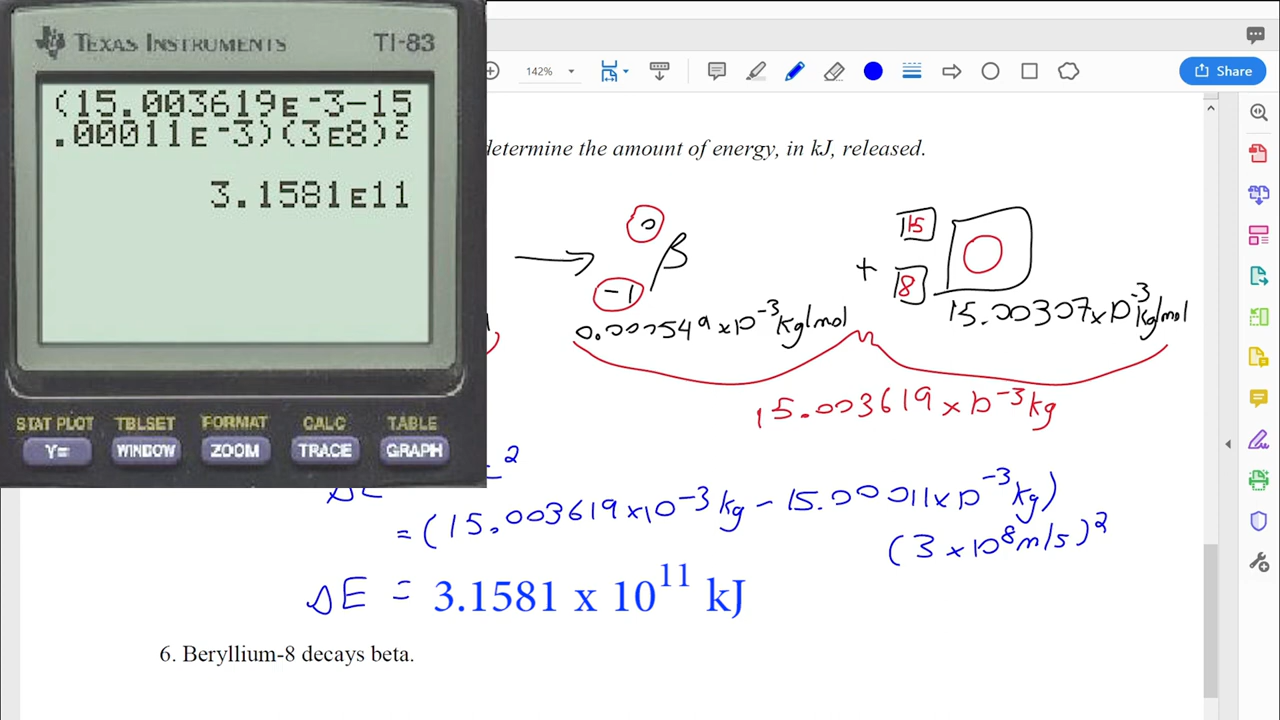 TEXAS INSTRUMENTS TI-83
(15.003619E-3-15
.00011E-3)(3E8)²
3.1581E11
STAT PLOT TBLSET FORMAT CALC TABLE
Y= WINDOW ZOOM TRACE GRAPH
142%
Share
determine the amount of energy, in kJ, released.
→ 0 -1 β + 15 8 O
0.000549 x 10⁻³ kg/mol 15.00307 x 10⁻³ kg/mol
15.003619 x 10⁻³ kg
2
= (15.003619 x 10⁻³ kg - 15.00011 x 10⁻³ kg)
(3 x 10⁸ m/s)²
ΔE = 3.1581 x 10¹¹ kJ
6. Beryllium-8 decays beta.